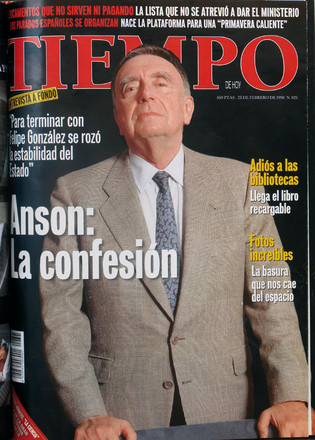 CAMENTOS QUE NO SIRVEN NI PAGANDO LA LISTA QUE NO SE ATREVIÓ A DAR EL MINISTERIO
OS PARADOS ESPAÑOLES SE ORGANIZAN NACE LA PLATAFORMA PARA UNA "PRIMAVERA CALIENTE"
TIEMPO
DE HOY
ENTREVISTA A FONDO
"Para terminar con
Felipe González se rozó
la estabilidad del
Estado"
Anson:
La confesión
Adiós a las
bibliotecas
Llega el libro
recargable
Fotos
increíbles
La basura
que nos cae
del espacio